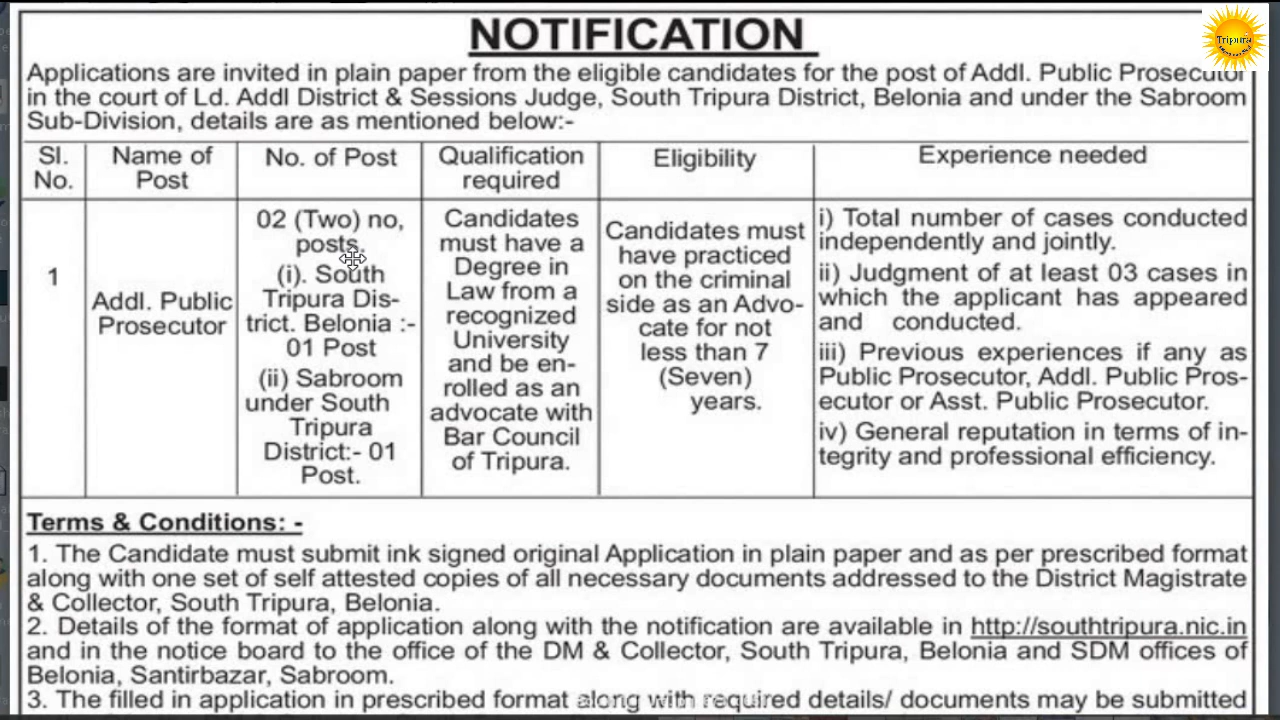 NOTIFICATION
Tripura
Applications are invited in plain paper from the eligible candidates for the post of Addl. Public Prosecutor
in the court of Ld. Addl District & Sessions Judge, South Tripura District, Belonia and under the Sabroom
Sub-Division, details are as mentioned below:-
Sl.
No.
Name of
Post
No. of Post
Qualification
required
Eligibility
Experience needed
1
Addl. Public
Prosecutor
02 (Two) no,
posts.
(i). South
Tripura Dis-
trict. Belonia :-
01 Post
(ii) Sabroom
under South
Tripura
District:- 01
Post.
Candidates
must have a
Degree in
Law from a
recognized
University
and be en-
rolled as an
advocate with
Bar Council
of Tripura.
Candidates must
have practiced
on the criminal
side as an Advo-
cate for not
less than 7
(Seven)
years.
i) Total number of cases conducted
independently and jointly.
ii) Judgment of at least 03 cases in
which the applicant has appeared
and conducted.
iii) Previous experiences if any as
Public Prosecutor, Addl. Public Pros-
ecutor or Asst. Public Prosecutor.
iv) General reputation in terms of in-
tegrity and professional efficiency.
Terms & Conditions: -
1. The Candidate must submit ink signed original Application in plain paper and as per prescribed format
along with one set of self attested copies of all necessary documents addressed to the District Magistrate
& Collector, South Tripura, Belonia.
2. Details of the format of application along with the notification are available in http://southtripura.nic.in
and in the notice board to the office of the DM & Collector, South Tripura, Belonia and SDM offices of
Belonia, Santirbazar, Sabroom.
3. The filled in application in prescribed format along with required details/ documents may be submitted